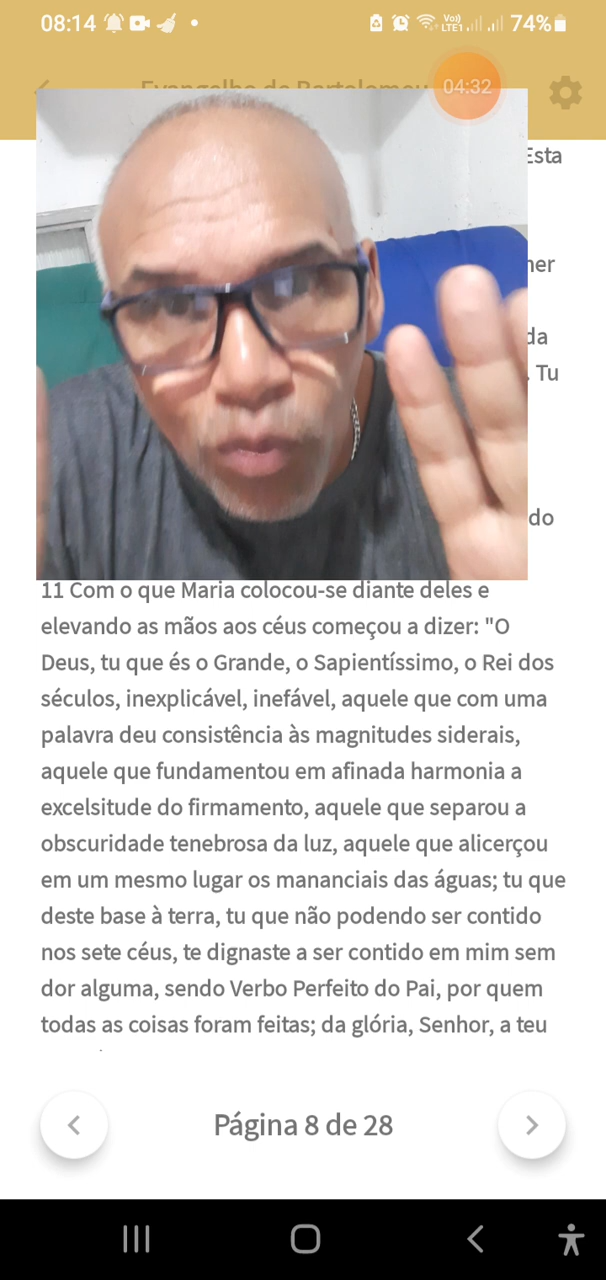 08:14
Vo))
LTE1
74%
Evangelho de Bartolomeu
04:32
Esta
her
da
. Tu
do
11 Com o que Maria colocou-se diante deles e
elevando as mãos aos céus começou a dizer: "O
Deus, tu que és o Grande, o Sapientíssimo, o Rei dos
séculos, inexplicável, inefável, aquele que com uma
palavra deu consistência às magnitudes siderais,
aquele que fundamentou em afinada harmonia a
excelsitude do firmamento, aquele que separou a
obscuridade tenebrosa da luz, aquele que alicerçou
em um mesmo lugar os mananciais das águas; tu que
deste base à terra, tu que não podendo ser contido
nos sete céus, te dignaste a ser contido em mim sem
dor alguma, sendo Verbo Perfeito do Pai, por quem
todas as coisas foram feitas; da glória, Senhor, a teu
Página 8 de 28